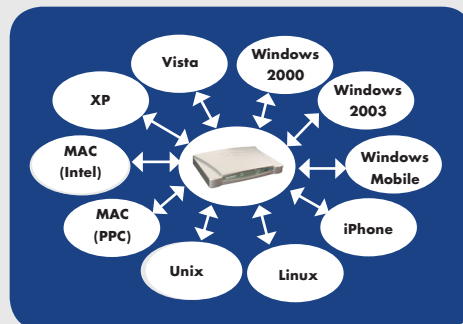 Vista
Windows
2000
XP
Windows
2003
MAC
(Intel)
Windows
Mobile
MAC
(PPC)
iPhone
Unix
Linux